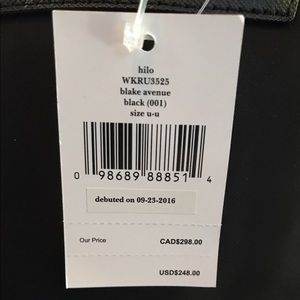 hilo
WKRU3525
blake avenue
black (001)
size u-u
0 98689 88851 4
debuted on 09-23-2016
Our Price CAD$298.00
USD$248.00